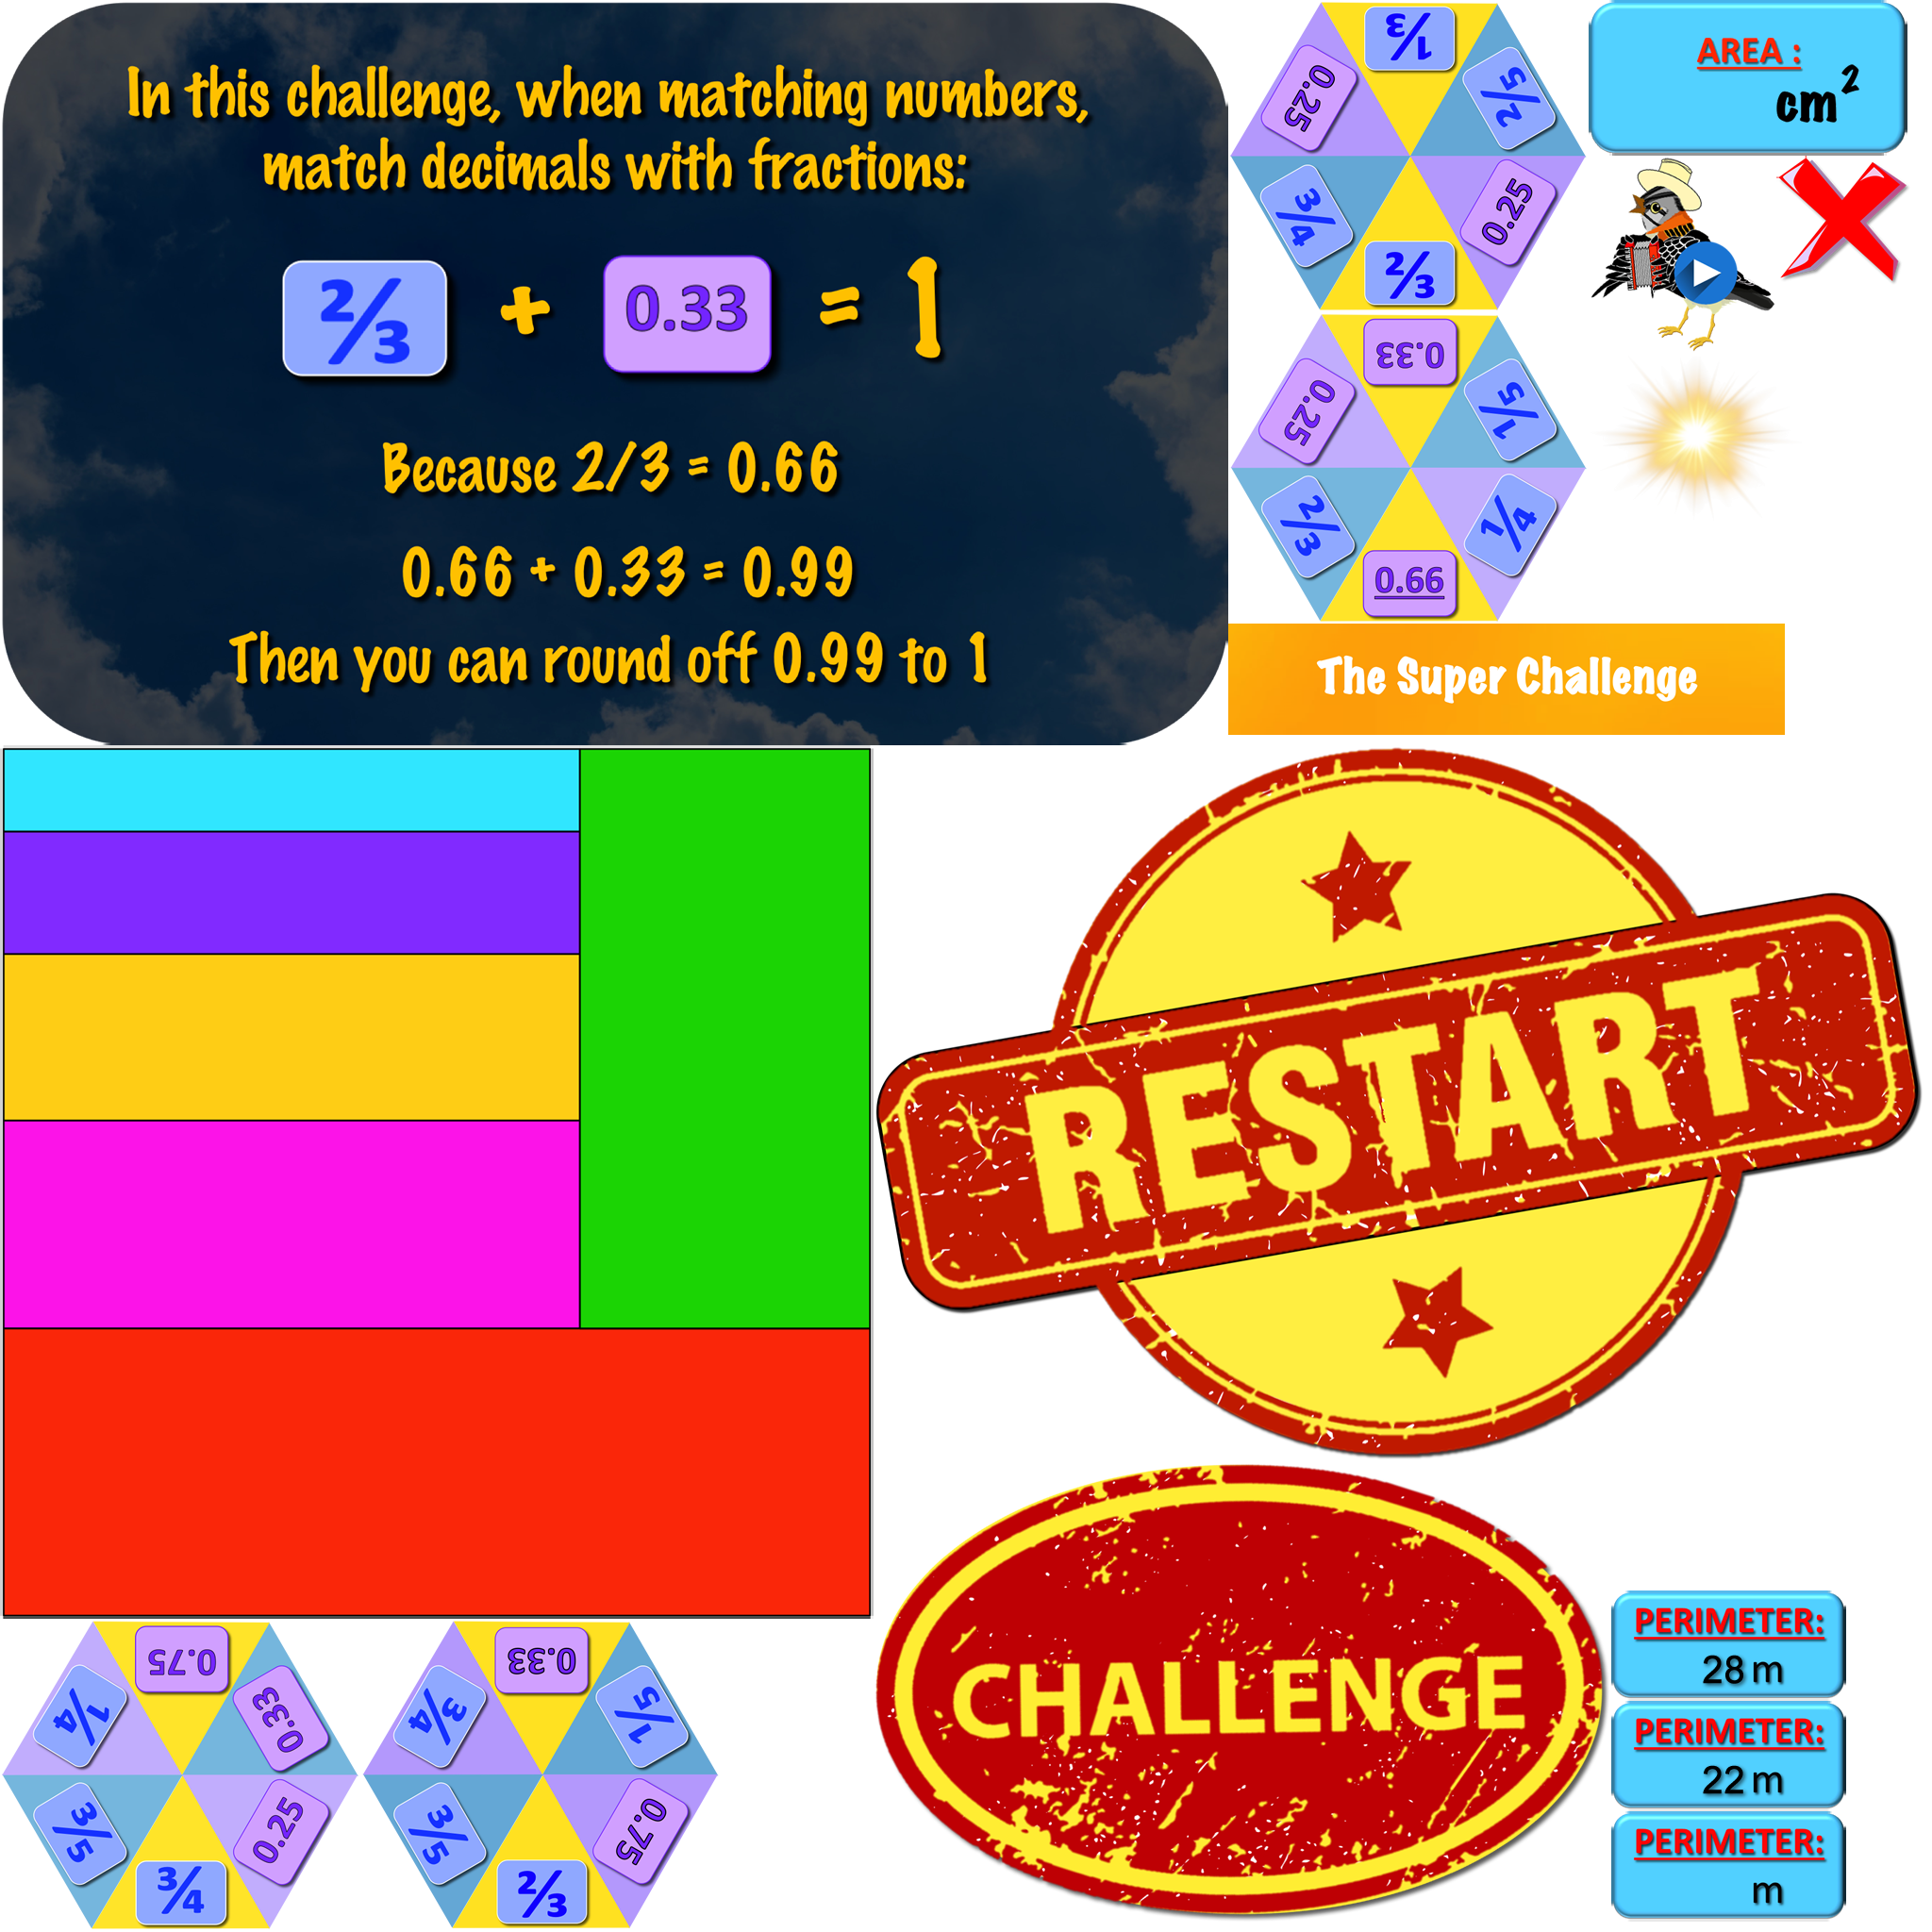 In this challenge, when matching numbers,
match decimals with fractions:
2/3 + 0.33 = 1
Because 2/3 = 0.66
0.66 + 0.33 = 0.99
Then you can round off 0.99 to 1
1/3
0.25
2/5
3/4
0.25
2/3
0.33
0.25
1/5
2/3
1/4
0.66
AREA :
cm²
The Super Challenge
RESTART
CHALLENGE
0.75
1/4
0.33
3/5
0.25
3/4
0.33
3/4
1/5
3/5
0.75
2/3
PERIMETER:
28 m
PERIMETER:
22 m
PERIMETER:
m